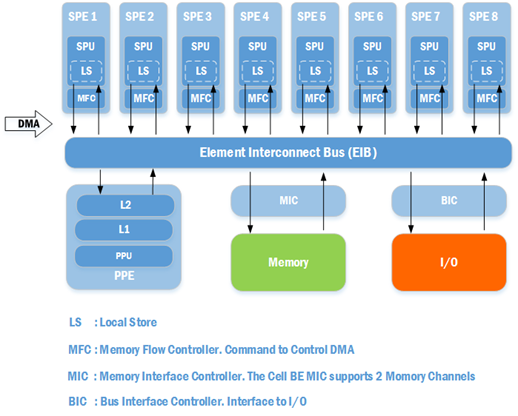 SPE 1 SPE 2 SPE 3 SPE 4 SPE 5 SPE 6 SPE 7 SPE 8
SPU SPU SPU SPU SPU SPU SPU SPU
LS LS LS LS LS LS LS LS
MFC MFC MFC MFC MFC MFC MFC MFC
DMA
Element Interconnect Bus (EIB)
L2 MIC BIC
L1
PPU Memory I/O
PPE
LS : Local Store
MFC : Memory Flow Controller. Command to Control DMA
MIC : Memory Interface Controller. The Cell BE MIC supports 2 Momory Channels
BIC : Bus Interface Controller. Interface to I/O